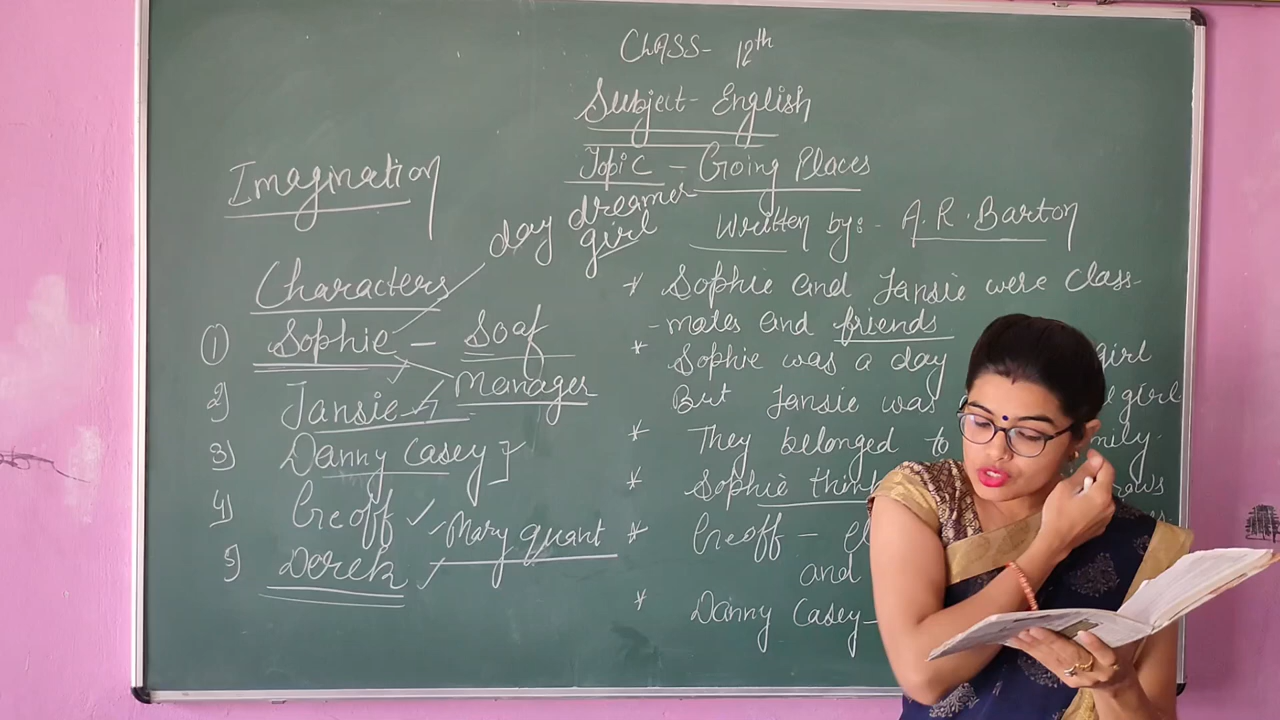 CLASS- 12th
Subject- English
Topic - Going Places
Written by:- A. R. Barton
Imagination
day dreamer
girl
Characters
1) Sophie - Soaf
Manager
2) Jansie
3) Danny Casey
4) Geoff
Mary quant
5) Derek
* Sophie and Jansie were class-
-mates and friends
* Sophie was a day girl
But Jansie was girl
* They belonged to
* Sophie think
* Geoff -
and
* Danny Casey-